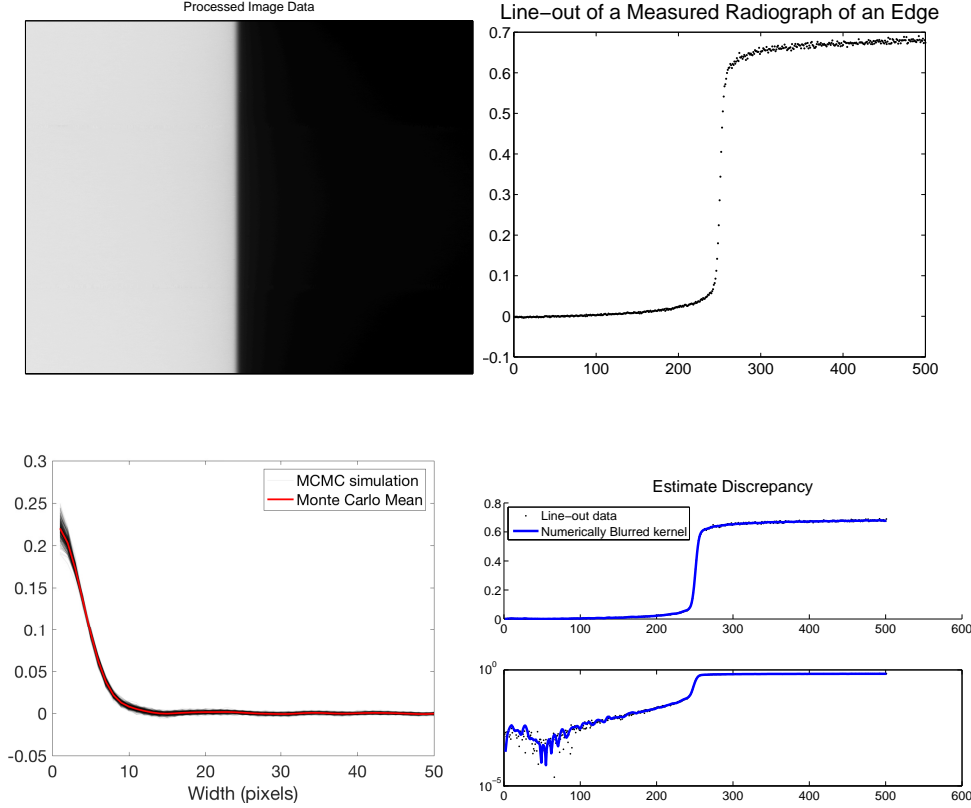 Processed Image Data
Line−out of a Measured Radiograph of an Edge
0.7
0.6
0.5
0.4
0.3
0.2
0.1
0
-0.1
0 100 200 300 400 500
0.3
0.25
0.2
0.15
0.1
0.05
0
-0.05
0 10 20 30 40 50
Width (pixels)
MCMC simulation
Monte Carlo Mean
Estimate Discrepancy
0.8
0.6
0.4
0.2
0
0 100 200 300 400 500 600
Line−out data
Numerically Blurred kernel
10^0
10^-5
0 100 200 300 400 500 600